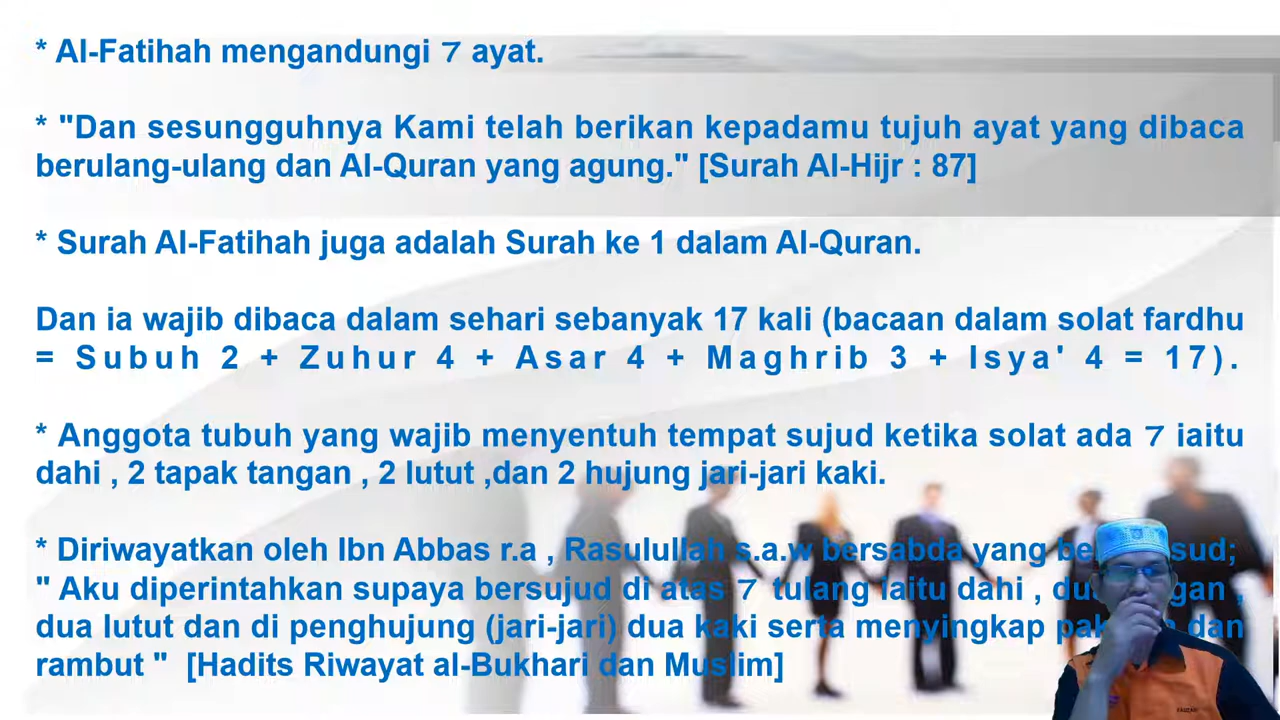 * Al-Fatihah mengandungi 7 ayat.
* "Dan sesungguhnya Kami telah berikan kepadamu tujuh ayat yang dibaca
berulang-ulang dan Al-Quran yang agung." [Surah Al-Hijr : 87]
* Surah Al-Fatihah juga adalah Surah ke 1 dalam Al-Quran.
Dan ia wajib dibaca dalam sehari sebanyak 17 kali (bacaan dalam solat fardhu
= Subuh 2 + Zuhur 4 + Asar 4 + Maghrib 3 + Isya' 4 = 17).
* Anggota tubuh yang wajib menyentuh tempat sujud ketika solat ada 7 iaitu
dahi , 2 tapak tangan , 2 lutut ,dan 2 hujung jari-jari kaki.
* Diriwayatkan oleh Ibn Abbas r.a , Rasulullah s.a.w bersabda yang
" Aku diperintahkan supaya bersujud di atas 7 tulang iaitu dahi ,
dua lutut dan di penghujung (jari-jari) dua kaki serta menyingkap dan
rambut " [Hadits Riwayat al-Bukhari dan Muslim]